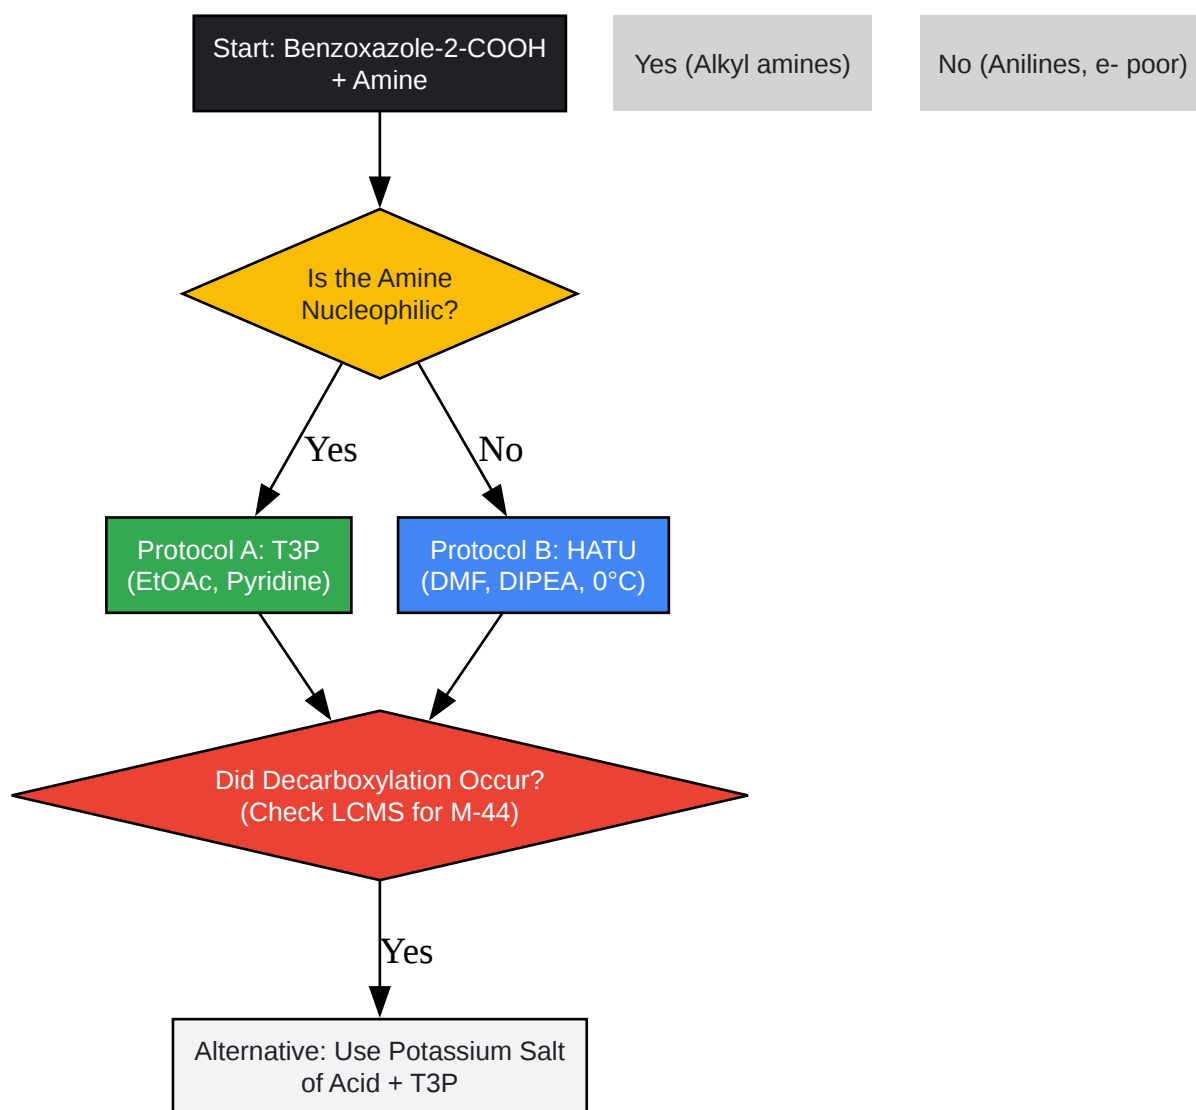 Start: Benzoxazole-2-COOH
+ Amine
Yes (Alkyl amines)
No (Anilines, e- poor)
Is the Amine
Nucleophilic?
Yes
No
Protocol A: T3P
(EtOAc, Pyridine)
Protocol B: HATU
(DMF, DIPEA, 0°C)
Did Decarboxylation Occur?
(Check LCMS for M-44)
Yes
Alternative: Use Potassium Salt
of Acid + T3P